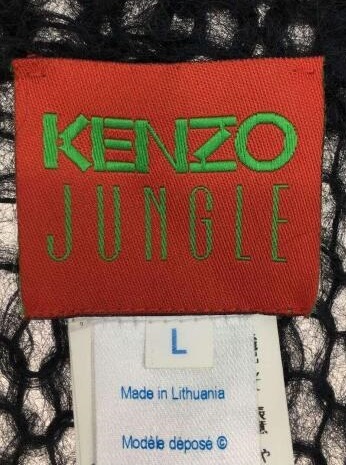 KENZO
JUNGLE
L
Made in Lithuania
Modèle déposé ©